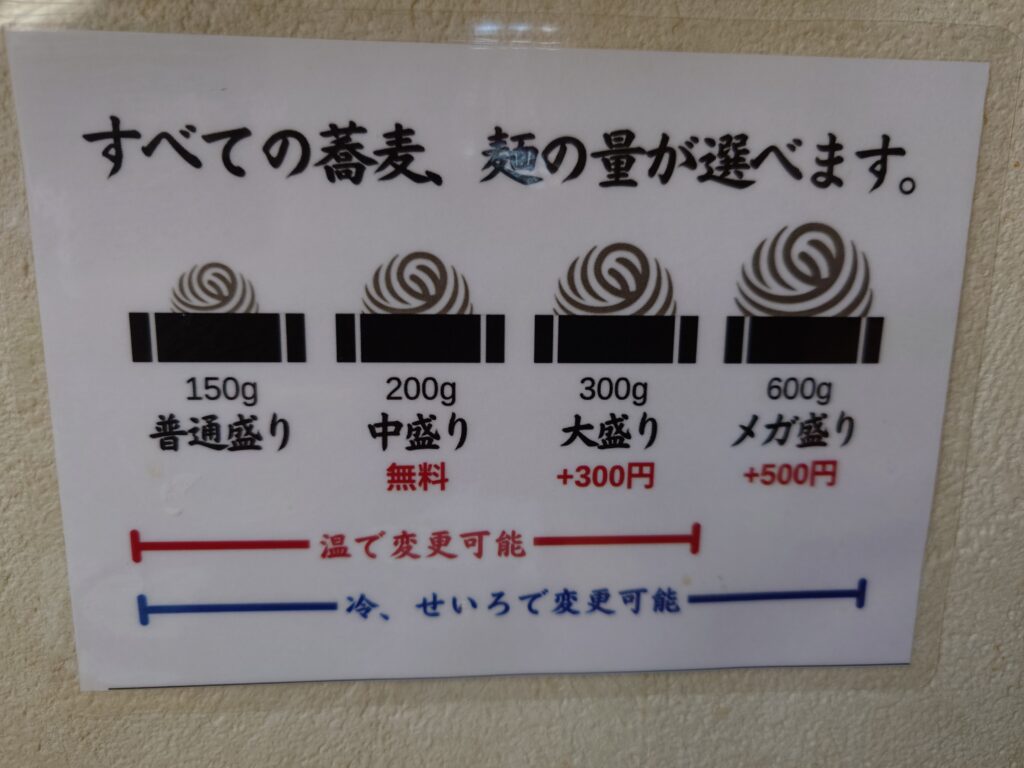 すべての蕎麦、麺の量が選べます。
150g 200g 300g 600g
普通盛り 中盛り 大盛り メガ盛り
無料 +300円 +500円
温で変更可能
冷、せいろで変更可能